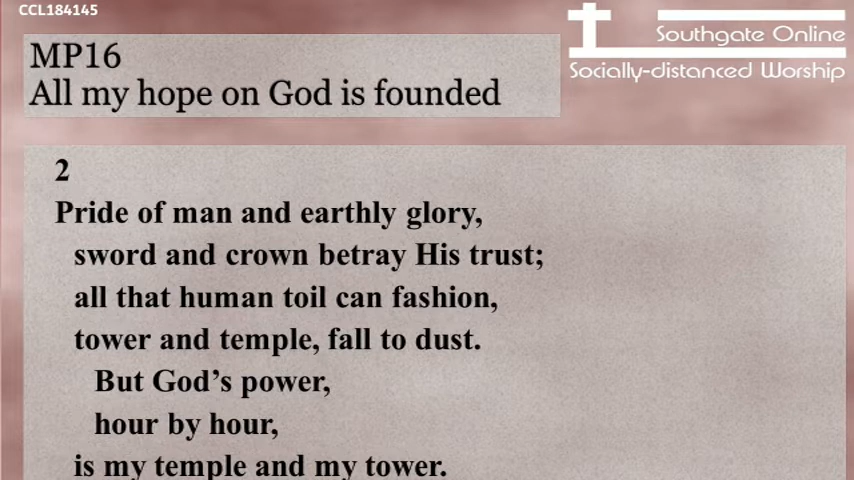 CCL184145
Southgate Online
Socially-distanced Worship
MP16
All my hope on God is founded
2
Pride of man and earthly glory,
sword and crown betray His trust;
all that human toil can fashion,
tower and temple, fall to dust.
But God’s power,
hour by hour,
is my temple and my tower.